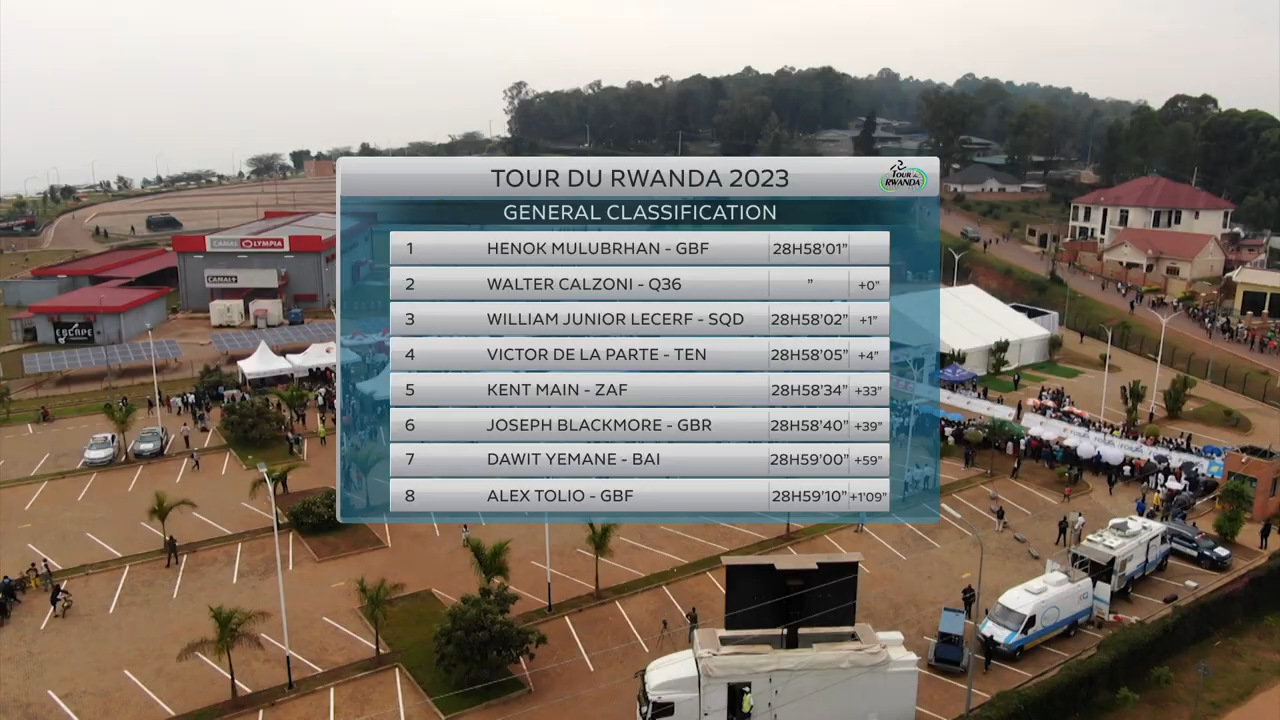 TOUR DU RWANDA 2023
TOUR DU RWANDA
GENERAL CLASSIFICATION
1 HENOK MULUBRHAN - GBF 28H58'01"
2 WALTER CALZONI - Q36 " +0"
3 WILLIAM JUNIOR LECERF - SQD 28H58'02" +1"
4 VICTOR DE LA PARTE - TEN 28H58'05" +4"
5 KENT MAIN - ZAF 28H58'34" +33"
6 JOSEPH BLACKMORE - GBR 28H58'40" +39"
7 DAWIT YEMANE - BAI 28H59'00" +59"
8 ALEX TOLIO - GBF 28H59'10" +1'09"
CANAL OLYMPIA
CANAL+
ESCAPE